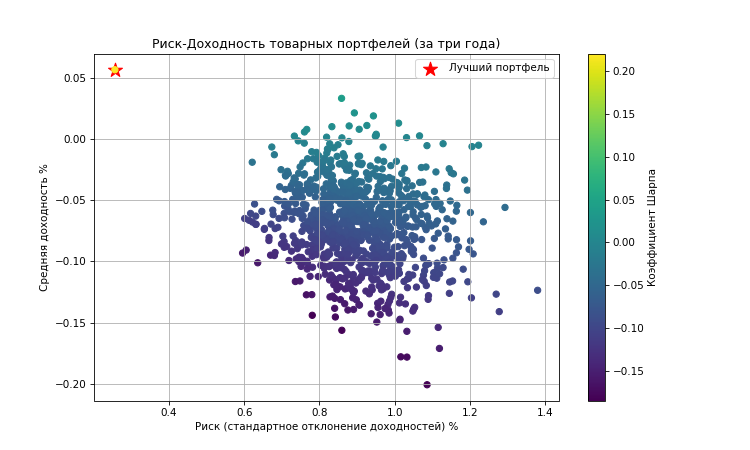 Риск-Доходность товарных портфелей (за три года)
Лучший портфель
Средняя доходность %
0.05
0.00
−0.05
−0.10
−0.15
−0.20
0.4 0.6 0.8 1.0 1.2 1.4
Риск (стандартное отклонение доходностей) %
0.20
0.15
0.10
0.05
0.00
−0.05
−0.10
−0.15
Коэффициент Шарпа